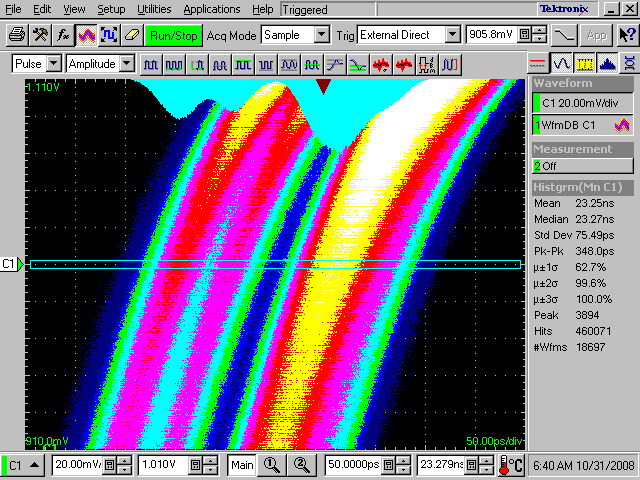 File Edit View Setup Utilities Applications Help Triggered Tektronix
Run/Stop Acq Mode Sample Trig External Direct 905.8mV App
Pulse Amplitude
1.110V
Waveform
C1 20.00mV/div
1 WfmDB C1
Measurement
2 Off
Histgrm(Mn C1)
Mean 23.25ns
Median 23.27ns
Std Dev 75.49ps
Pk-Pk 348.0ps
µ±1σ 62.7%
µ±2σ 99.6%
µ±3σ 100.0%
Peak 3894
Hits 460071
#Wfms 18697
C1
910.0mV 50.00ps/div
C1 20.00mV/ 1.010V Main 1 2 50.0000ps 23.279ns °C 6:40 AM 10/31/2008